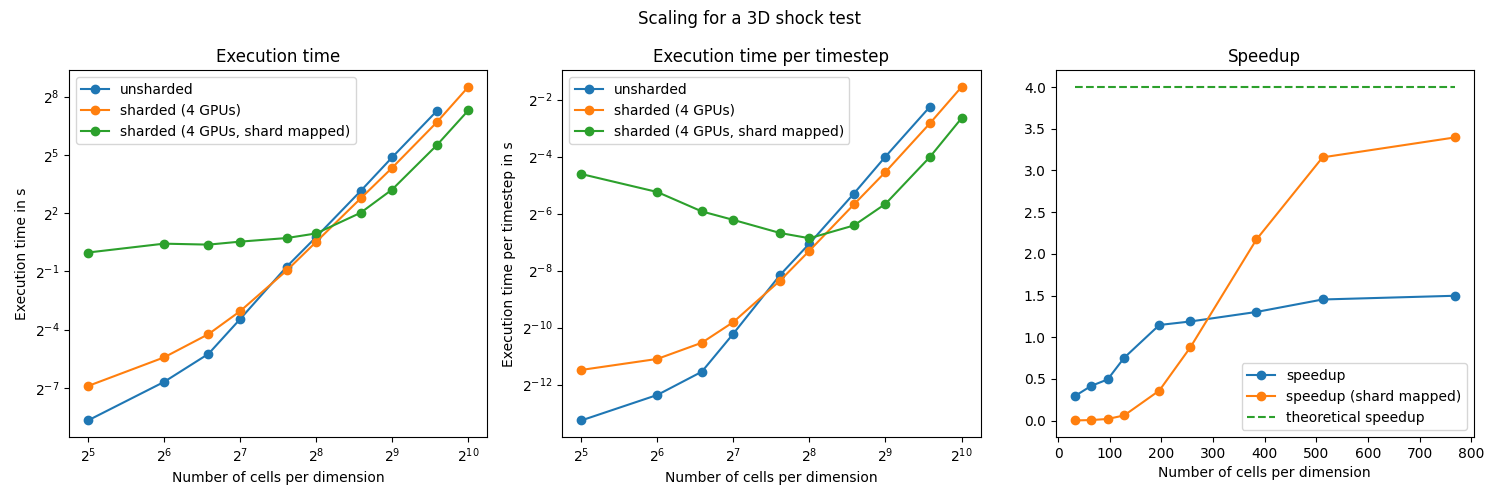 Scaling for a 3D shock test
Execution time
unsharded
sharded (4 GPUs)
sharded (4 GPUs, shard mapped)
2^8
2^5
2^2
2^−1
2^−4
2^−7
Execution time in s
2^5 2^6 2^7 2^8 2^9 2^10
Number of cells per dimension
Execution time per timestep
unsharded
sharded (4 GPUs)
sharded (4 GPUs, shard mapped)
2^−2
2^−4
2^−6
2^−8
2^−10
2^−12
Execution time per timestep in s
2^5 2^6 2^7 2^8 2^9 2^10
Number of cells per dimension
Speedup
4.0
3.5
3.0
2.5
2.0
1.5
1.0
0.5
0.0
speedup
speedup (shard mapped)
theoretical speedup
0 100 200 300 400 500 600 700 800
Number of cells per dimension